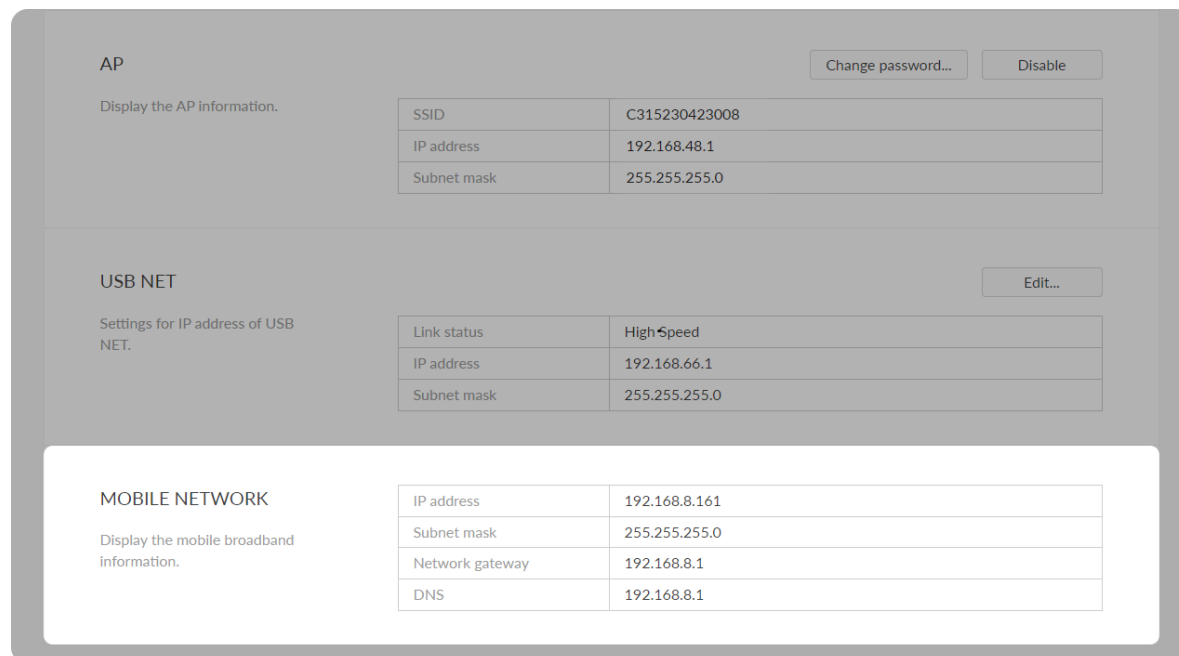 AP
Change password...
Disable
Display the AP information.
SSID C315230423008
IP address 192.168.48.1
Subnet mask 255.255.255.0
USB NET
Edit...
Settings for IP address of USB
NET.
Link status High Speed
IP address 192.168.66.1
Subnet mask 255.255.255.0
MOBILE NETWORK
Display the mobile broadband
information.
IP address 192.168.8.161
Subnet mask 255.255.255.0
Network gateway 192.168.8.1
DNS 192.168.8.1